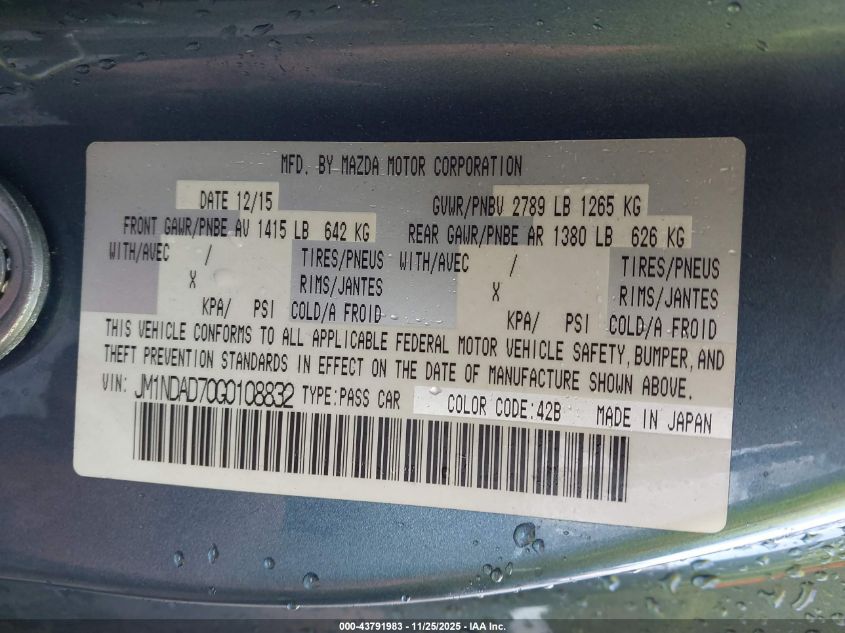 MFD. BY MAZDA MOTOR CORPORATION
DATE 12/15 GVWR/PNBV 2789 LB 1265 KG
FRONT GAWR/PNBE AV 1415 LB 642 KG REAR GAWR/PNBE AR 1380 LB 626 KG
WITH/AVEC / TIRES/PNEUS WITH/AVEC / TIRES/PNEUS
X RIMS/JANTES X RIMS/JANTES
KPA/ PSI COLD/A FROID KPA/ PSI COLD/A FROID
THIS VEHICLE CONFORMS TO ALL APPLICABLE FEDERAL MOTOR VEHICLE SAFETY, BUMPER, AND
THEFT PREVENTION STANDARDS IN EFFECT ON THE DATE OF MANUFACTURE SHOWN ABOVE.
VIN: JM1NDAD70G0108832 TYPE:PASS CAR COLOR CODE:42B MADE IN JAPAN
000-43791983 - 11/25/2025 - © IAA Inc.